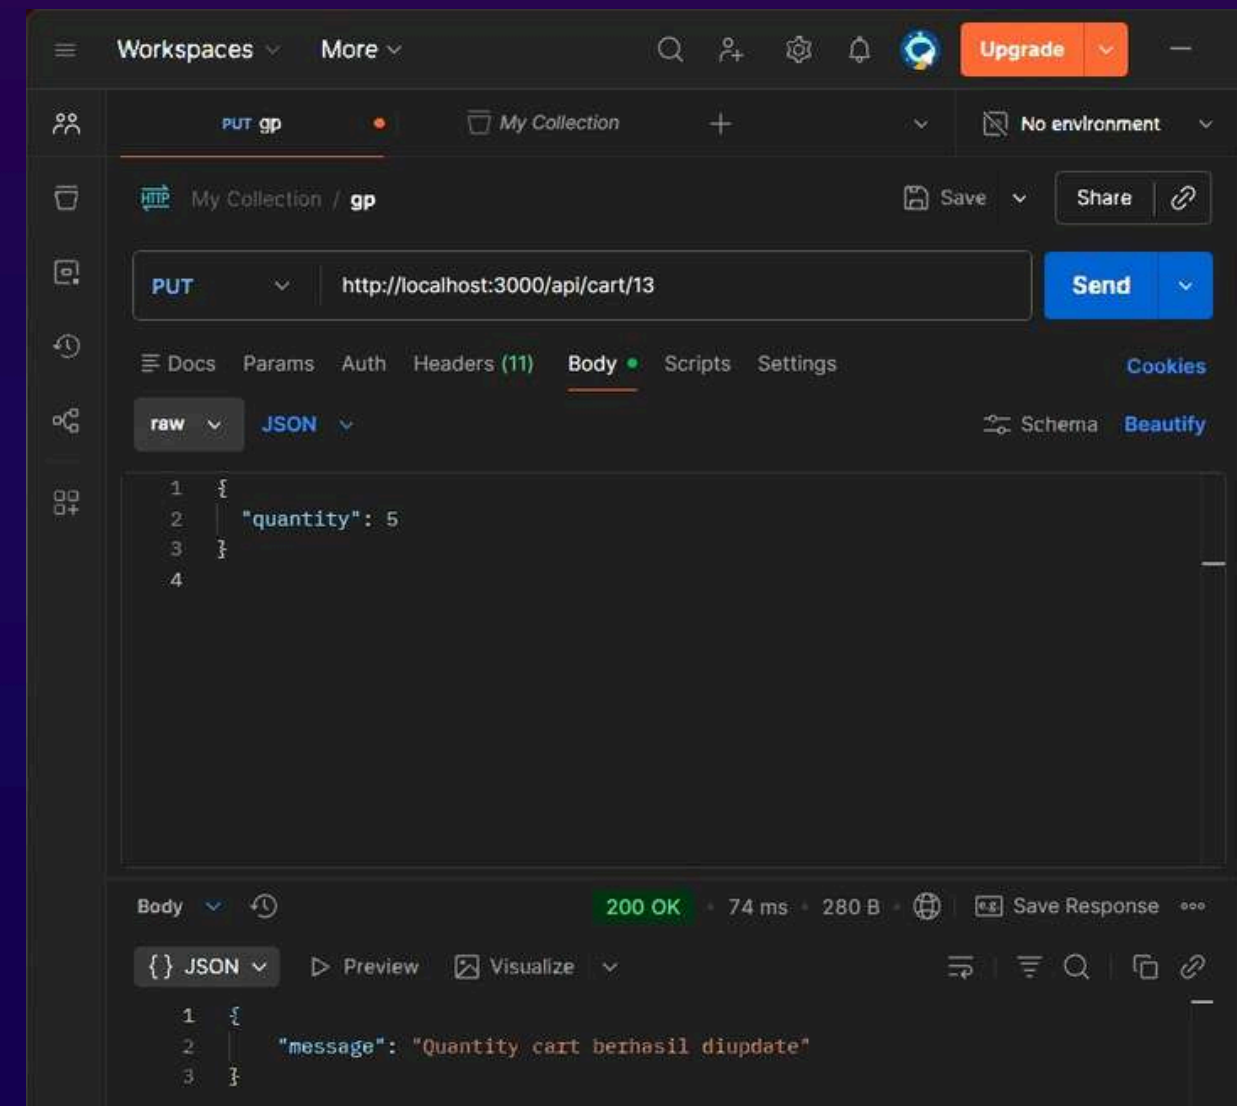 Workspaces More Upgrade
PUT gp My Collection No environment
HTTP My Collection / gp Save Share
PUT http://localhost:3000/api/cart/13 Send
Docs Params Auth Headers (11) Body Scripts Settings Cookies
raw JSON Schema Beautify
1 {
2 "quantity": 5
3 }
4
Body 200 OK 74 ms 280 B e.g. Save Response
{} JSON Preview Visualize
1 {
2 "message": "Quantity cart berhasil diupdate"
3 }